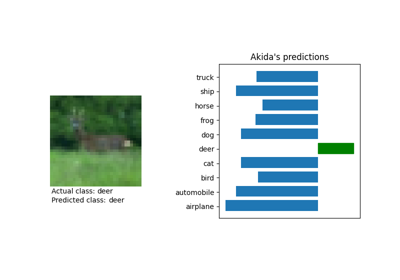 Akida's predictions
truck
ship
horse
frog
dog
deer
cat
bird
automobile
airplane
Actual class: deer
Predicted class: deer